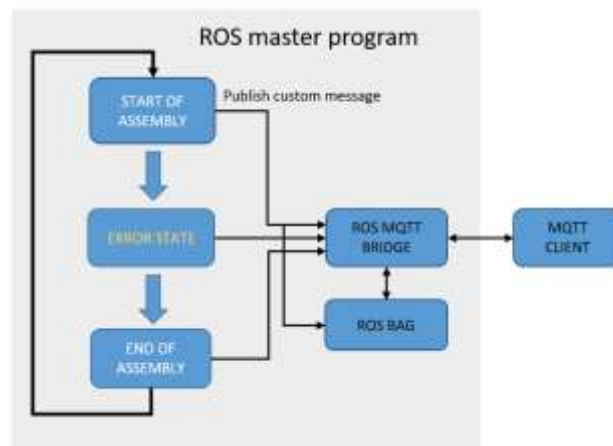 ROS master program
START OF
ASSEMBLY
Publish custom message
ERROR STATE
ROS MQTT
BRIDGE
MQTT
CLIENT
ROS BAG
END OF
ASSEMBLY